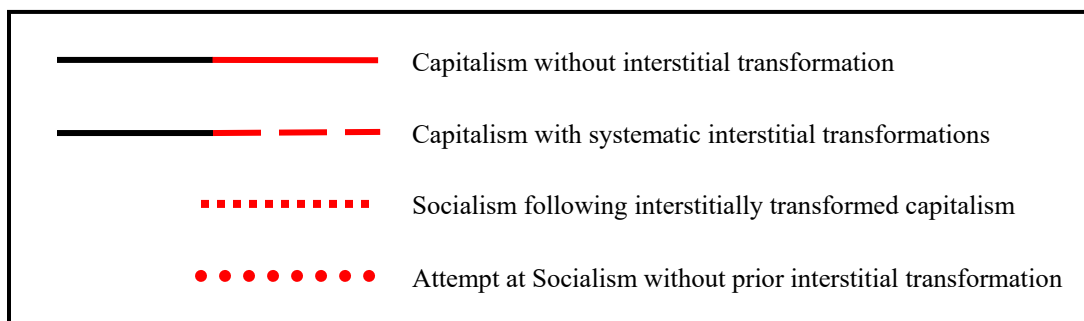 Capitalism without interstitial transformation
Capitalism with systematic interstitial transformations
Socialism following interstitially transformed capitalism
Attempt at Socialism without prior interstitial transformation